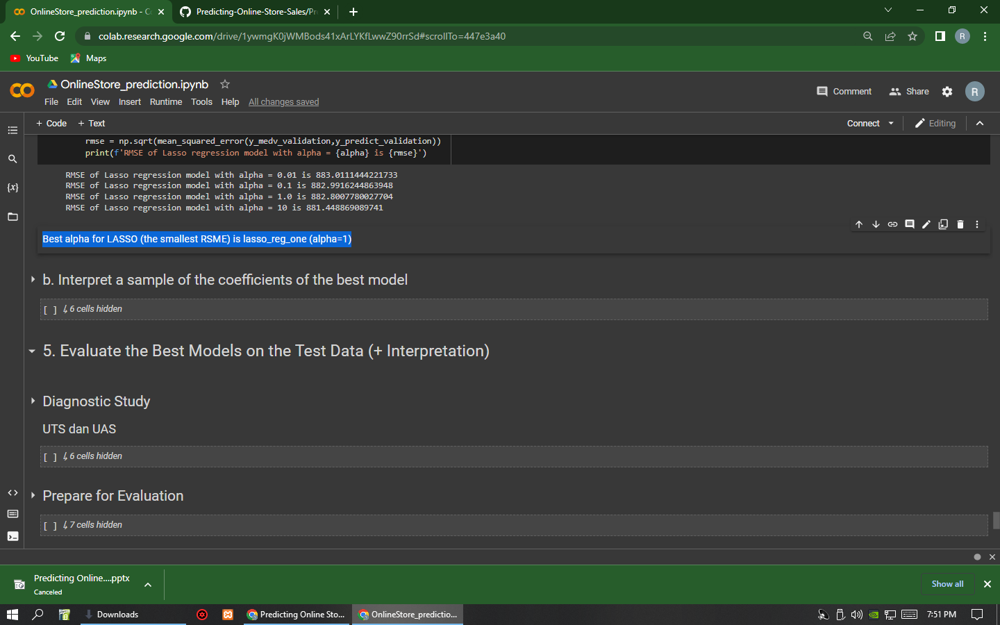 OnlineStore_prediction.ipynb - Co
Predicting-Online-Store-Sales/Pre
colab.research.google.com/drive/1ywmgK0jWMBods41xArLYKfLwwZ90rrSd#scrollTo=447e3a40
R
YouTube
Maps
OnlineStore_prediction.ipynb
File Edit View Insert Runtime Tools Help All changes saved
Comment
Share
R
+ Code + Text
Connect
Editing
rmse = np.sqrt(mean_squared_error(y_medv_validation,y_predict_validation))
print(f'RMSE of Lasso regression model with alpha = {alpha} is {rmse}')
RMSE of Lasso regression model with alpha = 0.01 is 883.0111444221733
RMSE of Lasso regression model with alpha = 0.1 is 882.9916244863948
RMSE of Lasso regression model with alpha = 1.0 is 882.8007780027704
RMSE of Lasso regression model with alpha = 10 is 881.448869089741
Best alpha for LASSO (the smallest RSME) is lasso_reg_one (alpha=1)
b. Interpret a sample of the coefficients of the best model
[ ] ↳ 6 cells hidden
5. Evaluate the Best Models on the Test Data (+ Interpretation)
Diagnostic Study
UTS dan UAS
[ ] ↳ 6 cells hidden
Prepare for Evaluation
[ ] ↳ 7 cells hidden
Predicting Online....pptx
Canceled
Show all
Downloads
Predicting Online Sto...
OnlineStore_predictio...
7:51 PM